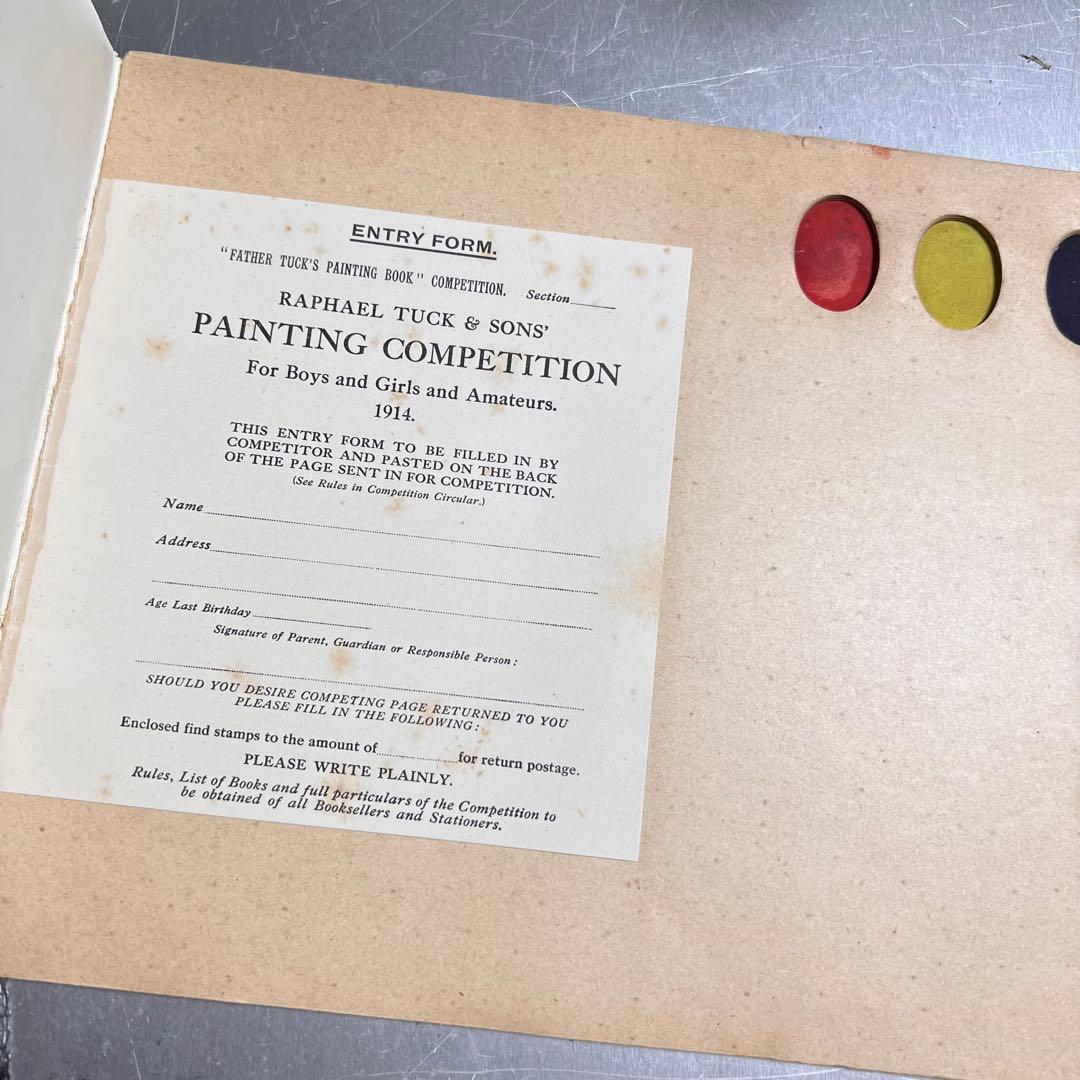 ENTRY FORM.
"FATHER TUCK'S PAINTING BOOK" COMPETITION. Section
RAPHAEL TUCK & SONS'
PAINTING COMPETITION
For Boys and Girls and Amateurs.
1914.
THIS ENTRY FORM TO BE FILLED IN BY
COMPETITOR AND PASTED ON THE BACK
OF THE PAGE SENT IN FOR COMPETITION.
(See Rules in Competition Circular.)
Name
Address
Age Last Birthday
Signature of Parent, Guardian or Responsible Person:
SHOULD YOU DESIRE COMPETING PAGE RETURNED TO YOU
PLEASE FILL IN THE FOLLOWING:
Enclosed find stamps to the amount of for return postage.
PLEASE WRITE PLAINLY.
Rules, List of Books and full particulars of the Competition to
be obtained of all Booksellers and Stationers.